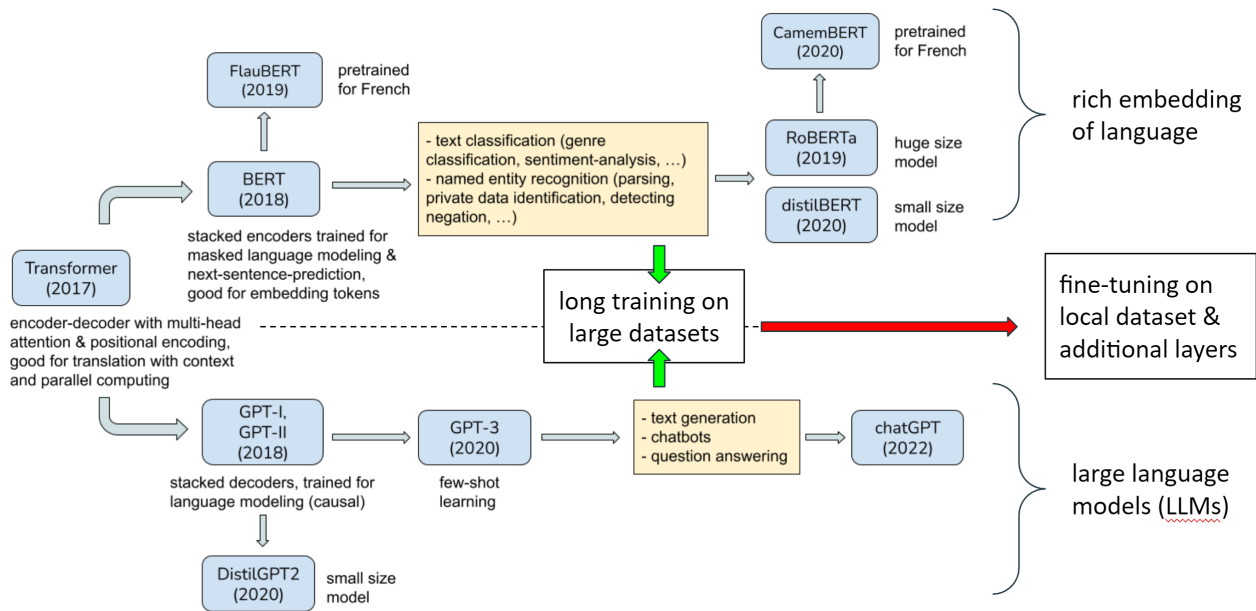 FlauBERT
(2019)
pretrained
for French
CamemBERT
(2020)
pretrained
for French
rich embedding
of language
- text classification (genre
classification, sentiment-analysis, …)
- named entity recognition (parsing,
private data identification, detecting
negation, …)
RoBERTa
(2019)
huge size
model
BERT
(2018)
distilBERT
(2020)
small size
model
stacked encoders trained for
masked language modeling &
next-sentence-prediction,
good for embedding tokens
Transformer
(2017)
encoder-decoder with multi-head
attention & positional encoding,
good for translation with context
and parallel computing
long training on
large datasets
fine-tuning on
local dataset &
additional layers
GPT-I,
GPT-II
(2018)
stacked decoders, trained for
language modeling (causal)
GPT-3
(2020)
few-shot
learning
- text generation
- chatbots
- question answering
chatGPT
(2022)
large language
models (LLMs)
DistilGPT2
(2020)
small size
model